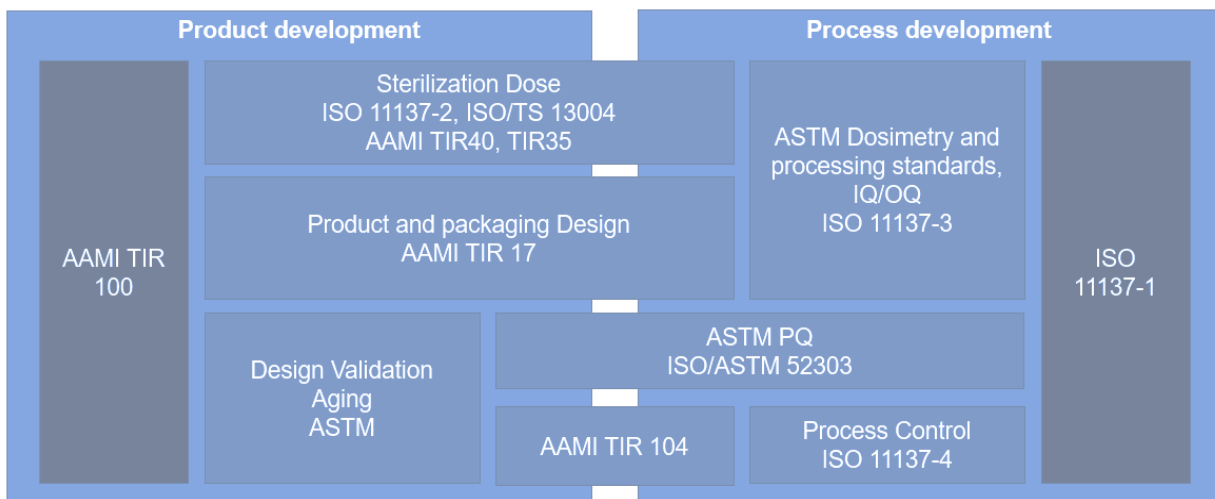 Product development
Process development
AAMI TIR
100
Sterilization Dose
ISO 11137-2, ISO/TS 13004
AAMI TIR40, TIR35
Product and packaging Design
AAMI TIR 17
ASTM Dosimetry and
processing standards,
IQ/OQ
ISO 11137-3
ISO
11137-1
Design Validation
Aging
ASTM
ASTM PQ
ISO/ASTM 52303
AAMI TIR 104
Process Control
ISO 11137-4